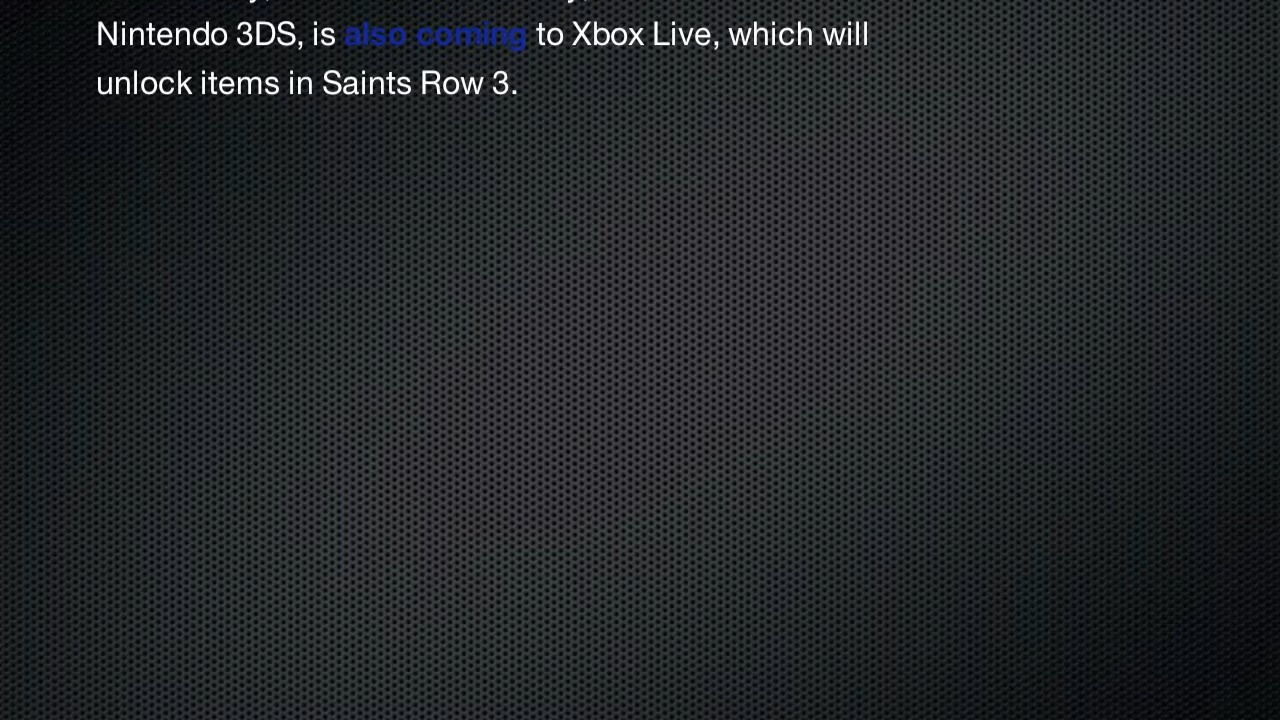 Nintendo 3DS, is also coming to Xbox Live, which will
unlock items in Saints Row 3.